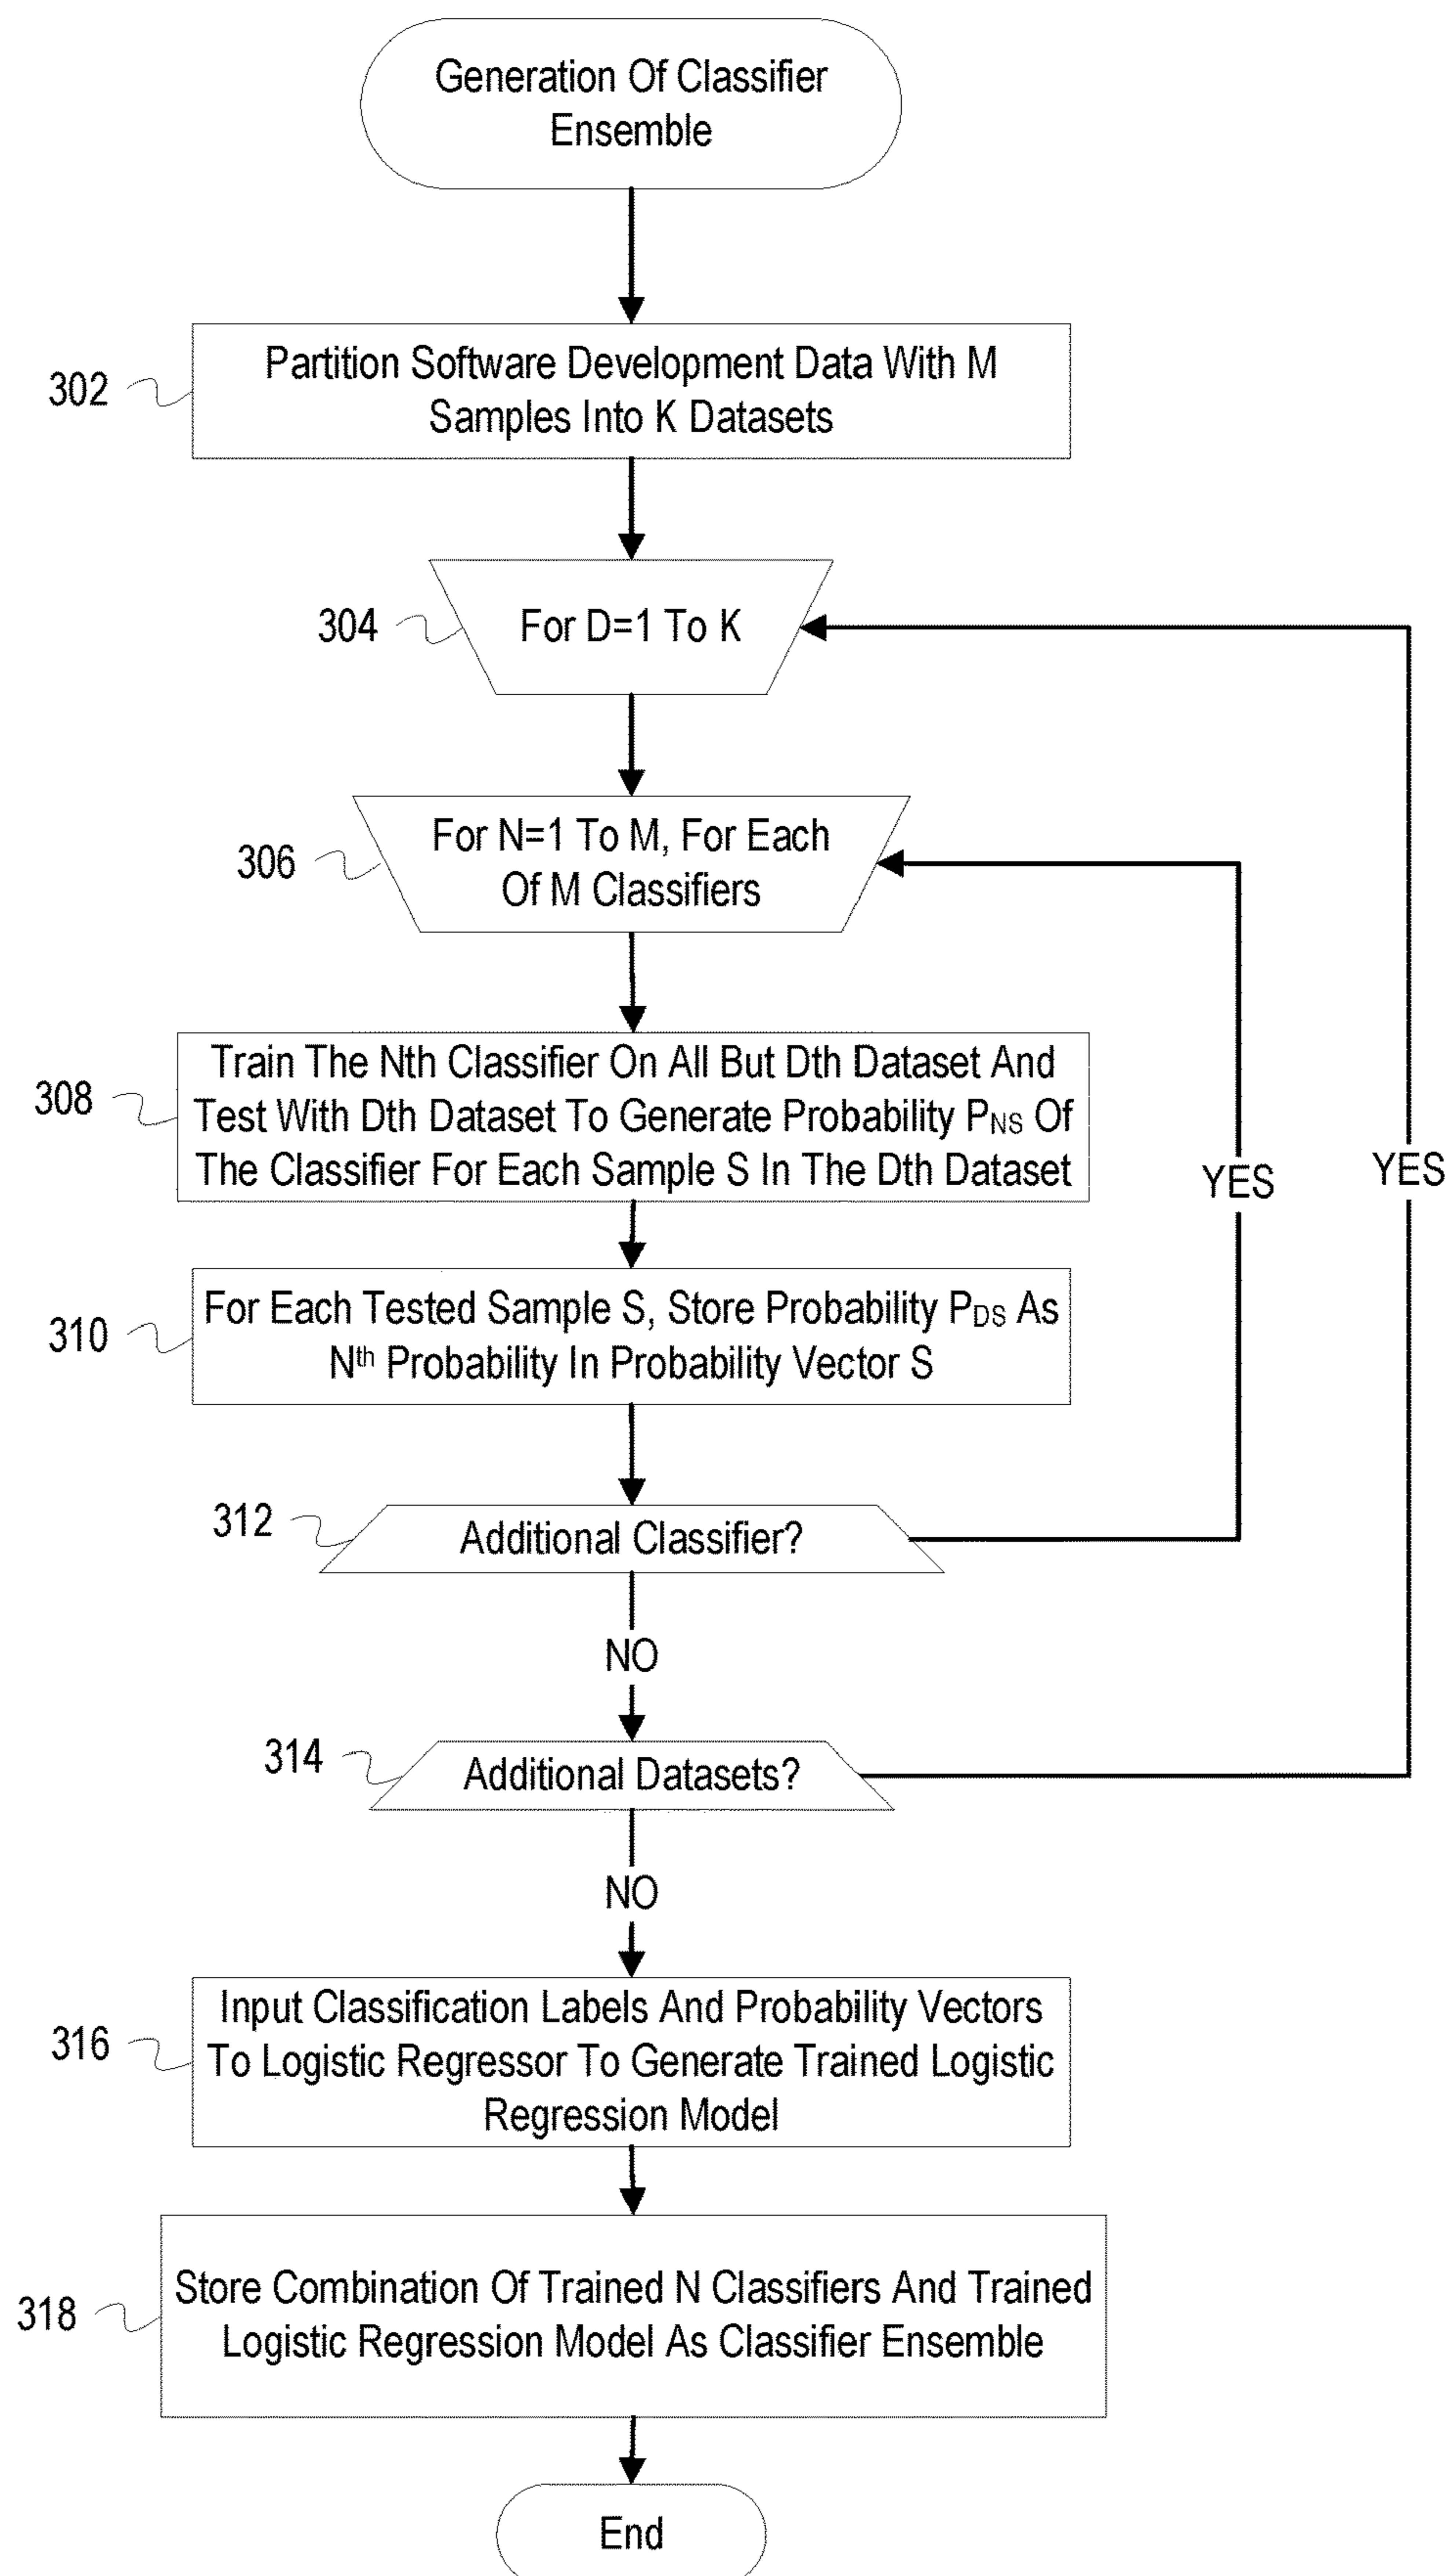 Generation Of Classifier
Ensemble
302
Partition Software Development Data With M
Samples Into K Datasets
304
For D=1 To K
306
For N=1 To M, For Each
Of M Classifiers
308
Train The Nth Classifier On All But Dth Dataset And
Test With Dth Dataset To Generate Probability PNS Of
The Classifier For Each Sample S In The Dth Dataset
YES
YES
310
For Each Tested Sample S, Store Probability PDS As
Nth Probability In Probability Vector S
312
Additional Classifier?
NO
314
Additional Datasets?
NO
316
Input Classification Labels And Probability Vectors
To Logistic Regressor To Generate Trained Logistic
Regression Model
318
Store Combination Of Trained N Classifiers And Trained
Logistic Regression Model As Classifier Ensemble
End